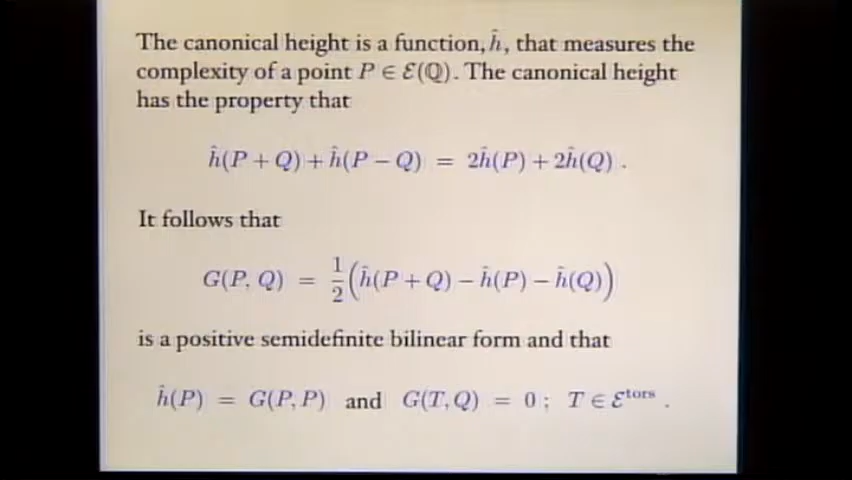 The canonical height is a function, ĥ, that measures the
complexity of a point P ∈ ℰ(ℚ). The canonical height
has the property that
ĥ(P + Q) + ĥ(P − Q) = 2ĥ(P) + 2ĥ(Q) .
It follows that
G(P, Q) = 1/2 (ĥ(P + Q) − ĥ(P) − ĥ(Q))
is a positive semidefinite bilinear form and that
ĥ(P) = G(P, P) and G(T, Q) = 0 ; T ∈ ℰ^tors .